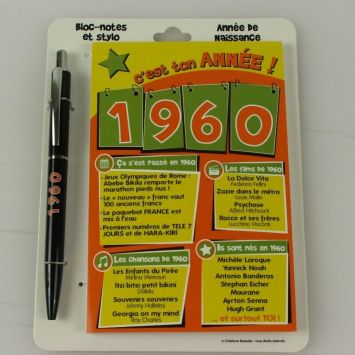 Bloc-notes
et stylo
Année de
Naissance
c'est ton ANNÉE !
1960
1960
Ça s'est passé en 1960
• Jeux Olympiques de Rome :
Abebe Bikila remporte le
marathon pieds nus !
• Le « nouveau » franc vaut
100 anciens francs
• Le paquebot FRANCE est
mis à l'eau
• Premiers numéros de TELE 7
JOURS et de HARA-KIRI
Les films de 1960
La Dolce Vita
Federico Fellini
Zazie dans le métro
Louis Malle
Psychose
Alfred Hitchcock
Rocco et ses frères
Lucchino Visconti
Les Chansons de 1960
Les Enfants du Pirée
Mélina Mercouri
Itsi bitsi petit bikini
Dalida
Souvenirs souvenirs
Johnny Halliday
Georgia on my mind
Ray Charles
Ils sont nés en 1960
Michèle Laroque
Yannick Noah
Antonio Banderas
Stephan Eicher
Maurane
Ayrton Senna
Hugh Grant
... et surtout TOI !